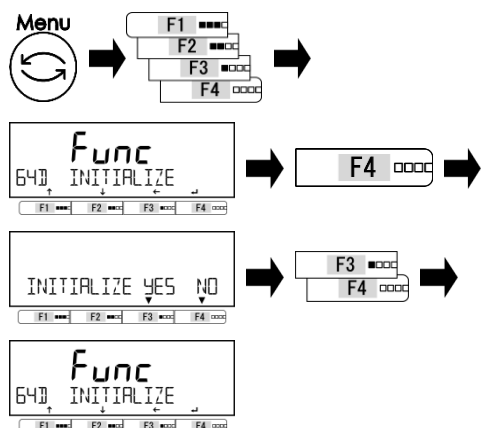 Menu
F1
F2
F3
F4
Func
64D INITIALIZE
F1 F2 F3 F4
F4
INITIALIZE YES NO
F1 F2 F3 F4
F3
F4
Func
64D INITIALIZE
F1 F2 F3 F4